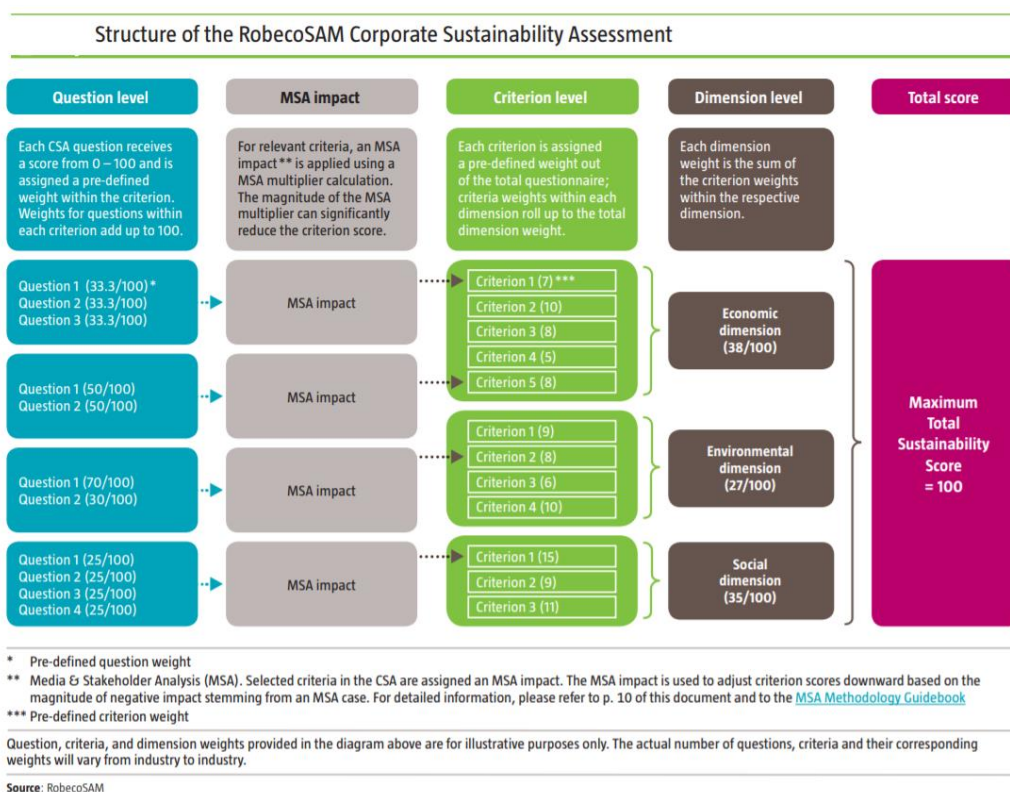 Structure of the RobecoSAM Corporate Sustainability Assessment
Question level
MSA impact
Criterion level
Dimension level
Total score
Each CSA question receives
a score from 0 – 100 and is
assigned a pre-defined
weight within the criterion.
Weights for questions within
each criterion add up to 100.
For relevant criteria, an MSA
impact** is applied using a
MSA multiplier calculation.
The magnitude of the MSA
multiplier can significantly
reduce the criterion score.
Each criterion is assigned
a pre-defined weight out
of the total questionnaire;
criteria weights within each
dimension roll up to the total
dimension weight.
Each dimension
weight is the sum of
the criterion weights
within the respective
dimension.
Question 1 (33.3/100)*
Question 2 (33.3/100)
Question 3 (33.3/100)
MSA impact
Criterion 1 (7)***
Criterion 2 (10)
Criterion 3 (8)
Criterion 4 (5)
Criterion 5 (8)
Economic
dimension
(38/100)
Question 1 (50/100)
Question 2 (50/100)
MSA impact
Maximum
Total
Sustainability
Score
= 100
Question 1 (70/100)
Question 2 (30/100)
MSA impact
Criterion 1 (9)
Criterion 2 (8)
Criterion 3 (6)
Criterion 4 (10)
Environmental
dimension
(27/100)
Question 1 (25/100)
Question 2 (25/100)
Question 3 (25/100)
Question 4 (25/100)
MSA impact
Criterion 1 (15)
Criterion 2 (9)
Criterion 3 (11)
Social
dimension
(35/100)
* Pre-defined question weight
** Media & Stakeholder Analysis (MSA). Selected criteria in the CSA are assigned an MSA impact. The MSA impact is used to adjust criterion scores downward based on the
magnitude of negative impact stemming from an MSA case. For detailed information, please refer to p. 10 of this document and to the MSA Methodology Guidebook
*** Pre-defined criterion weight
Question, criteria, and dimension weights provided in the diagram above are for illustrative purposes only. The actual number of questions, criteria and their corresponding
weights will vary from industry to industry.
Source: RobecoSAM